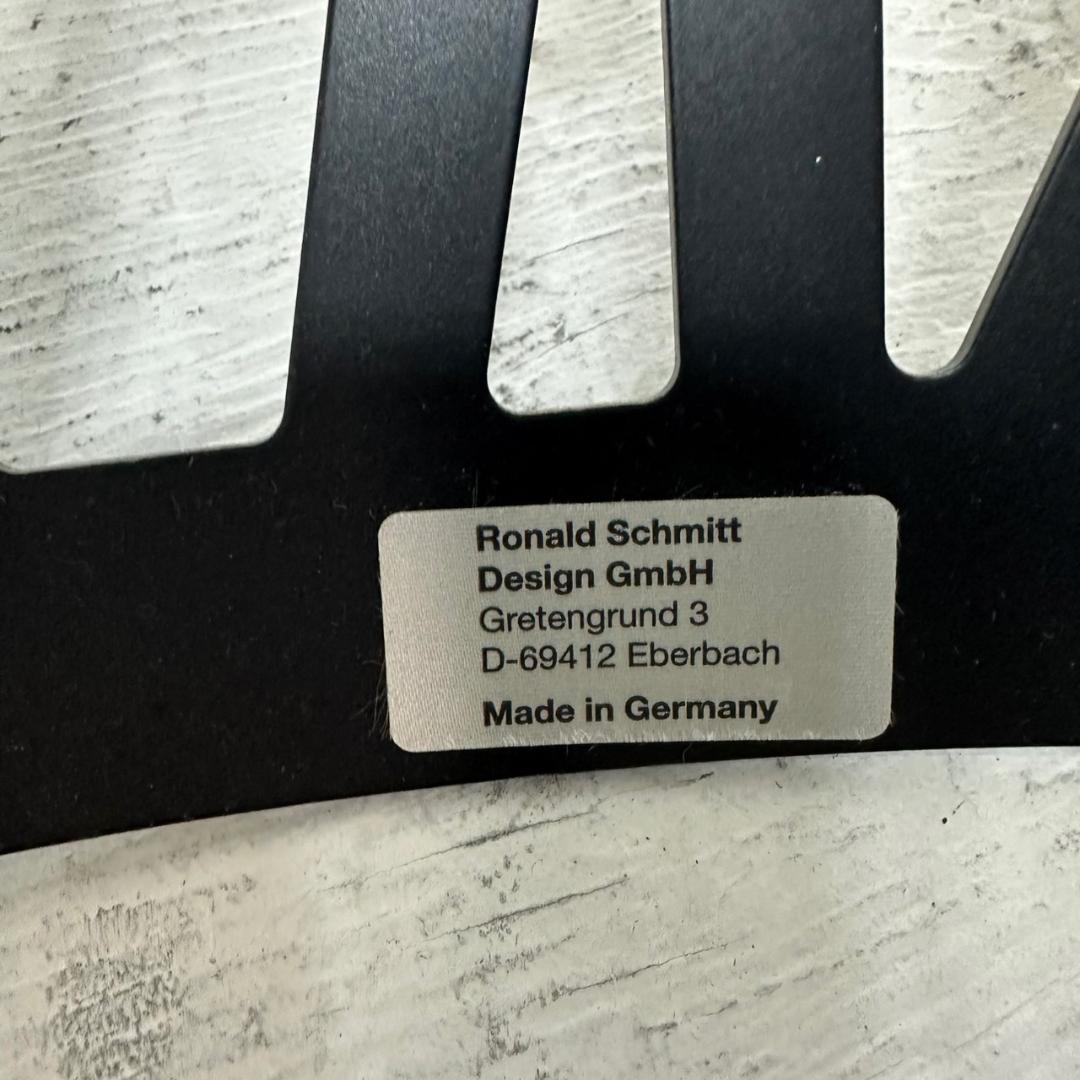 Ronald Schmitt
Design GmbH
Gretengrund 3
D-69412 Eberbach
Made in Germany